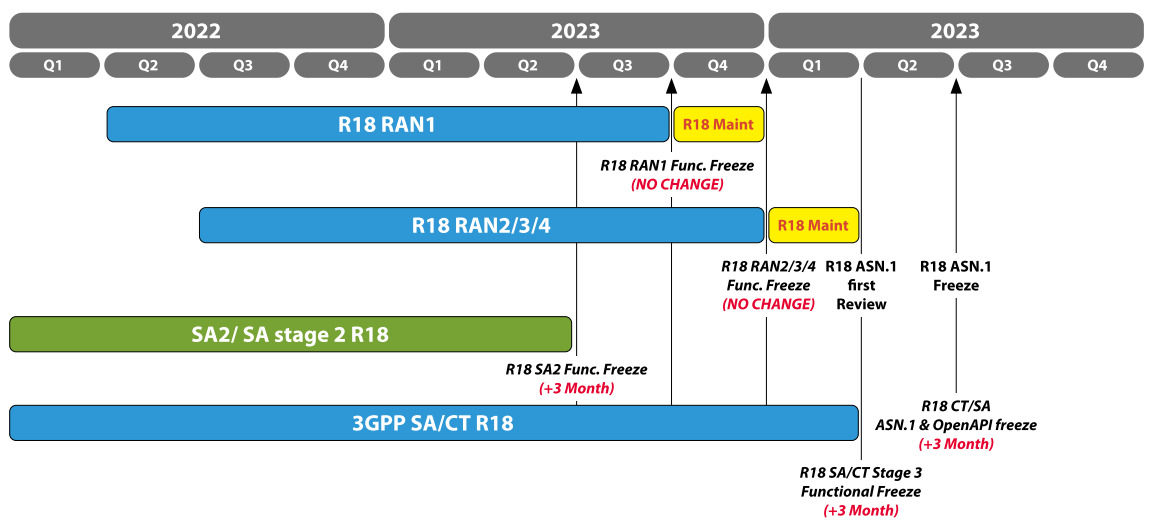 2022 2023 2023
Q1 Q2 Q3 Q4 Q1 Q2 Q3 Q4 Q1 Q2 Q3 Q4
R18 RAN1
R18 Maint
R18 RAN1 Func. Freeze
(NO CHANGE)
R18 RAN2/3/4
R18 Maint
R18 RAN2/3/4
Func. Freeze
(NO CHANGE)
R18 ASN.1
first
Review
R18 ASN.1
Freeze
SA2/ SA stage 2 R18
R18 SA2 Func. Freeze
(+3 Month)
3GPP SA/CT R18
R18 CT/SA
ASN.1 & OpenAPI freeze
(+3 Month)
R18 SA/CT Stage 3
Functional Freeze
(+3 Month)